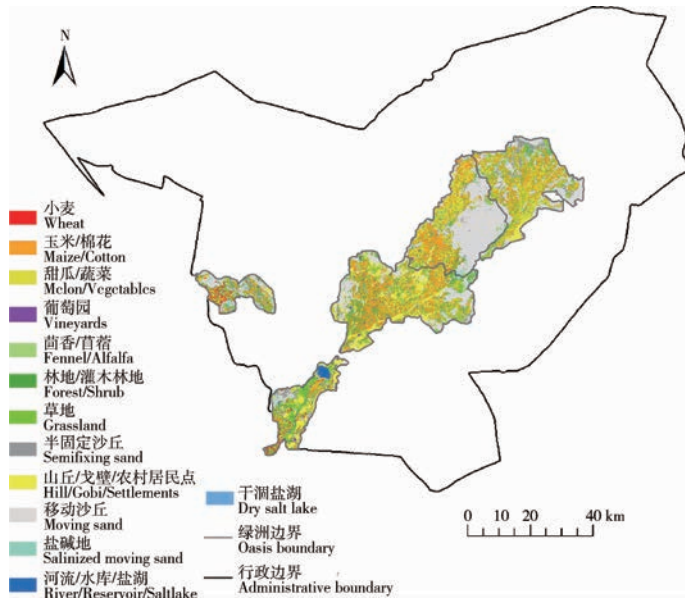 N
小麦
Wheat
玉米/棉花
Maize/Cotton
甜瓜/蔬菜
Melon/Vegetables
葡萄园
Vineyards
茴香/苜蓿
Fennel/Alfalfa
林地/灌木林地
Forest/Shrub
草地
Grassland
半固定沙丘
Semifixing sand
山丘/戈壁/农村居民点
Hill/Gobi/Settlements
移动沙丘
Moving sand
盐碱地
Salinized moving sand
河流/水库/盐湖
River/Reservoir/Saltlake
干涸盐湖
Dry salt lake
绿洲边界
Oasis boundary
行政边界
Administrative boundary
0 10 20 40 km